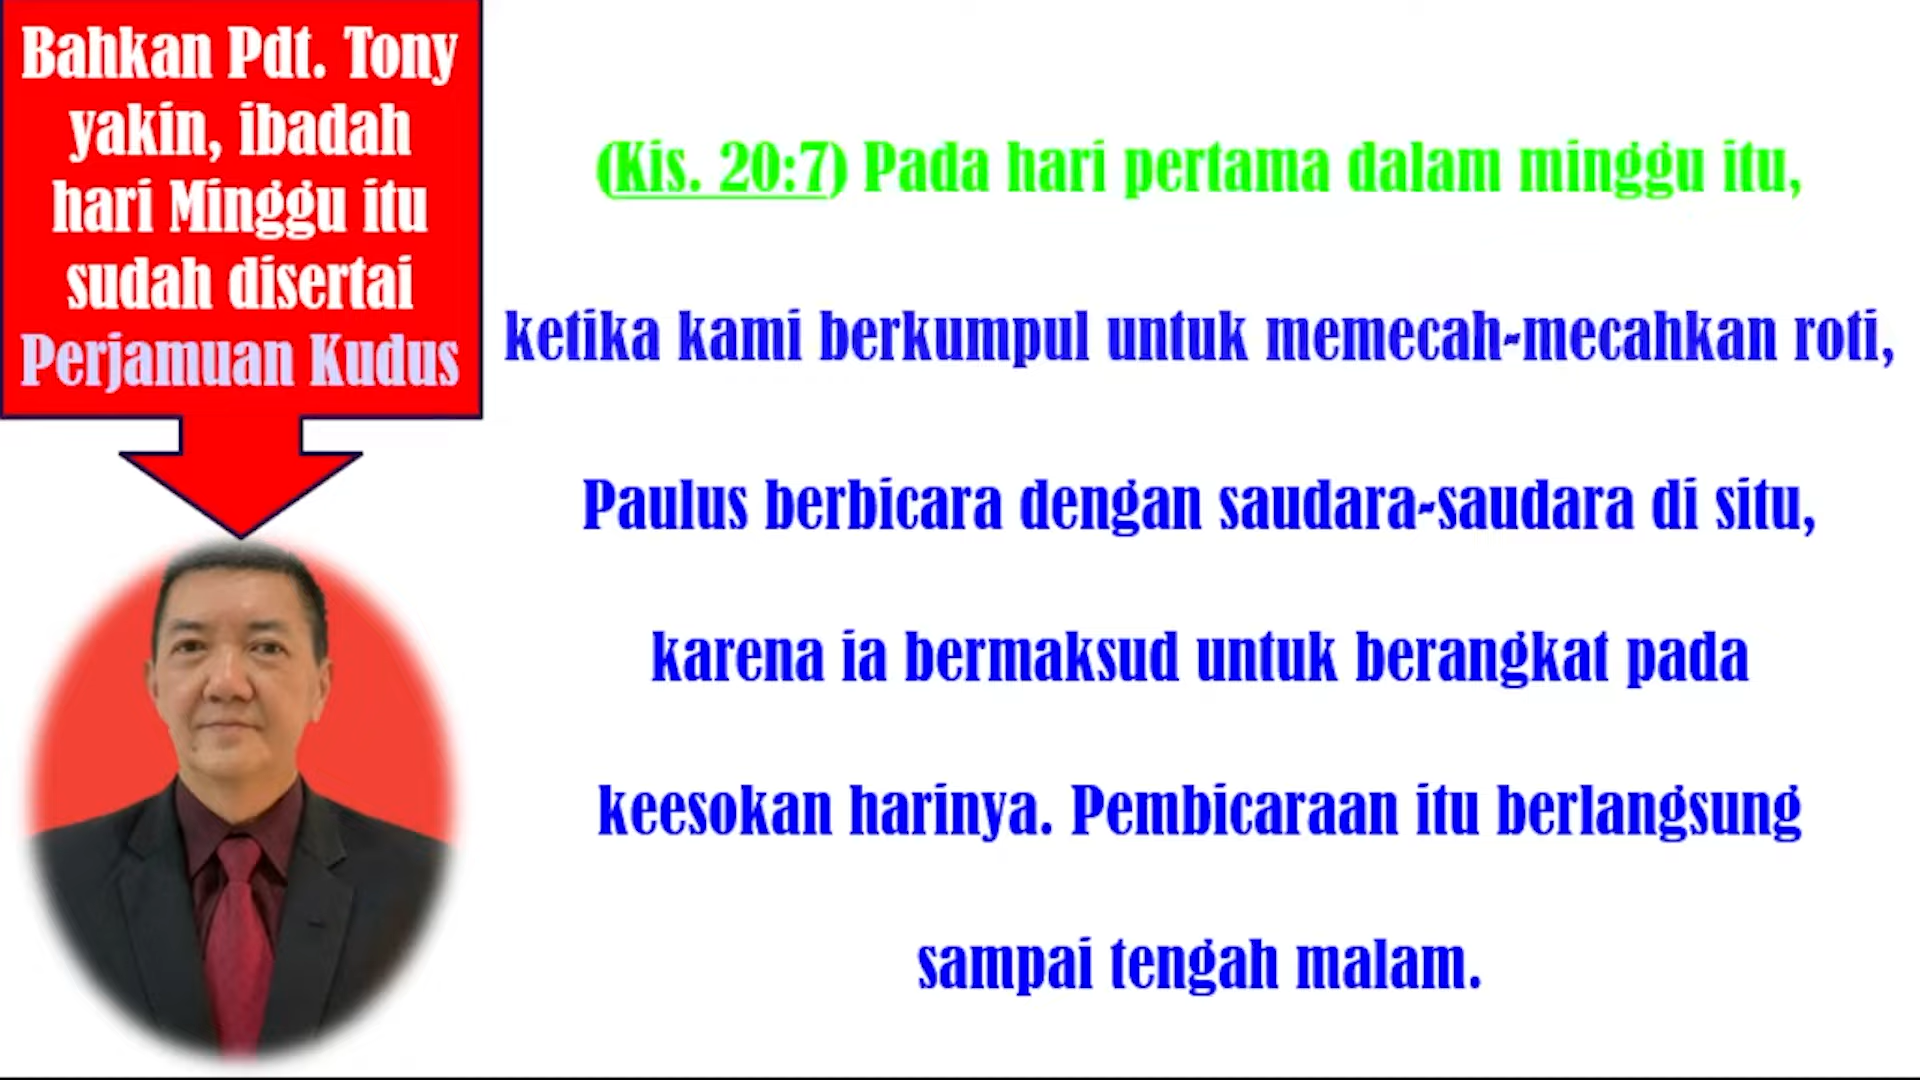 Bahkan Pdt. Tony
yakin, ibadah
hari Minggu itu
sudah disertai
Perjamuan Kudus
(Kis. 20:7) Pada hari pertama dalam minggu itu,
ketika kami berkumpul untuk memecah-mecahkan roti,
Paulus berbicara dengan saudara-saudara di situ,
karena ia bermaksud untuk berangkat pada
keesokan harinya. Pembicaraan itu berlangsung
sampai tengah malam.